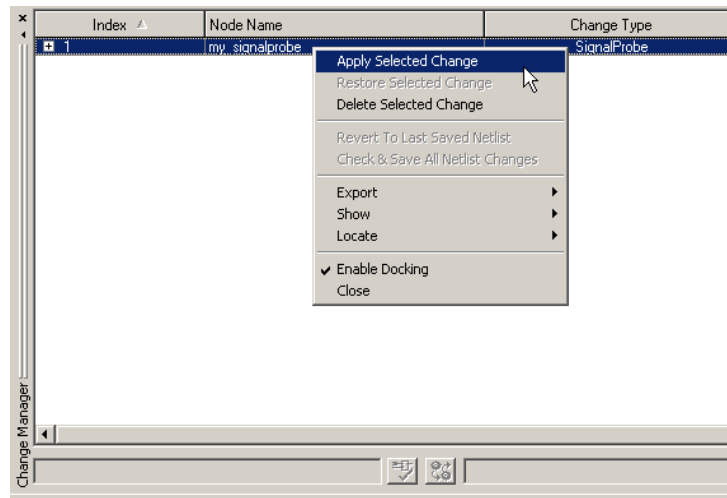 Index Node Name Change Type
1 my_signalprobe SignalProbe
Apply Selected Change
Restore Selected Change
Delete Selected Change
Revert To Last Saved Netlist
Check & Save All Netlist Changes
Export
Show
Locate
Enable Docking
Close
Change Manager